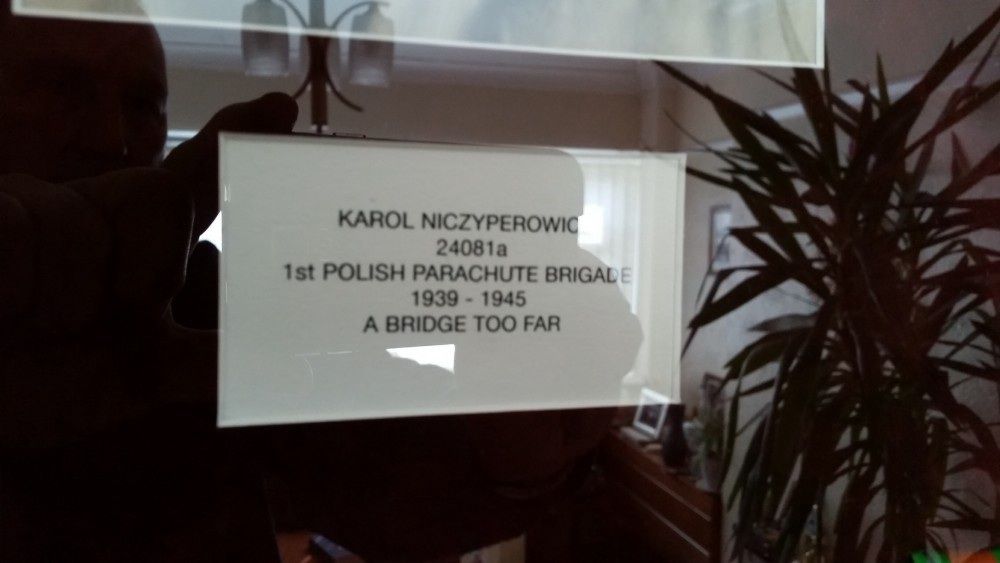 KAROL NICZYPEROWIC
24081a
1st POLISH PARACHUTE BRIGADE
1939 - 1945
A BRIDGE TOO FAR